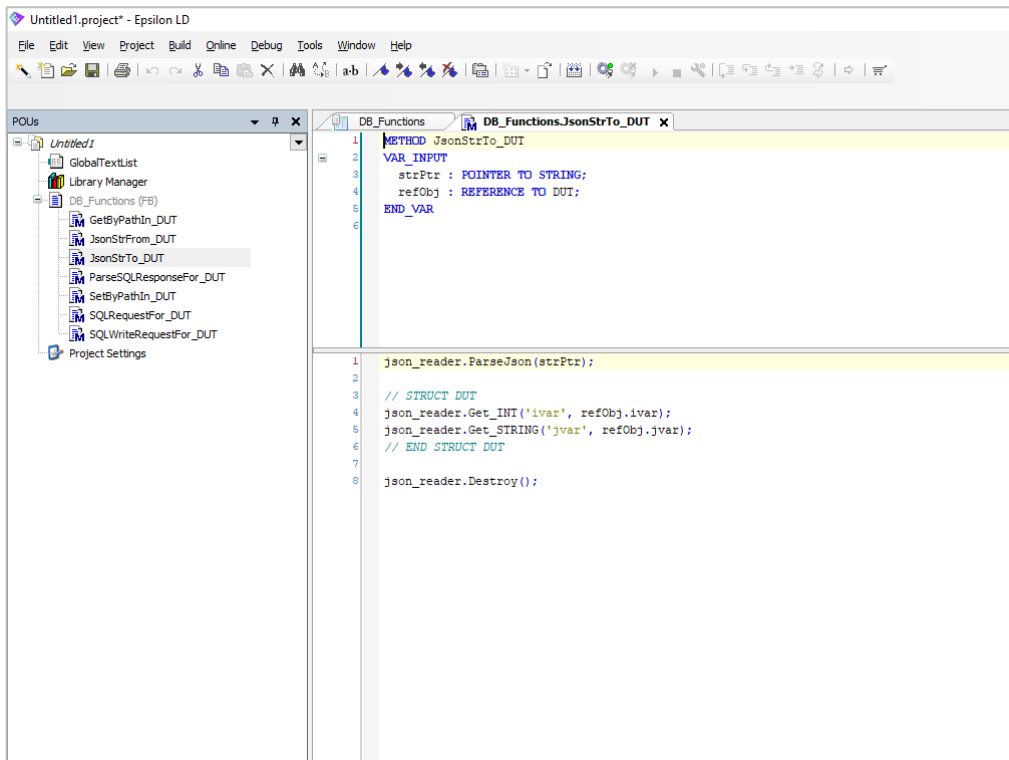 Untitled1.project* - Epsilon LD
File Edit View Project Build Online Debug Tools Window Help
a-b
POUs
Untitled1
GlobalTextList
Library Manager
DB_Functions (FB)
GetByPathIn_DUT
JsonStrFrom_DUT
JsonStrTo_DUT
ParseSQLResponseFor_DUT
SetByPathIn_DUT
SQLRequestFor_DUT
SQLWriteRequestFor_DUT
Project Settings
DB_Functions DB_Functions.JsonStrTo_DUT X
1 METHOD JsonStrTo_DUT
2 VAR_INPUT
3 strPtr : POINTER TO STRING;
4 refObj : REFERENCE TO DUT;
5 END_VAR
6
1 json_reader.ParseJson(strPtr);
2
3 // STRUCT DUT
4 json_reader.Get_INT('ivar', refObj.ivar);
5 json_reader.Get_STRING('jvar', refObj.jvar);
6 // END STRUCT DUT
7
8 json_reader.Destroy();